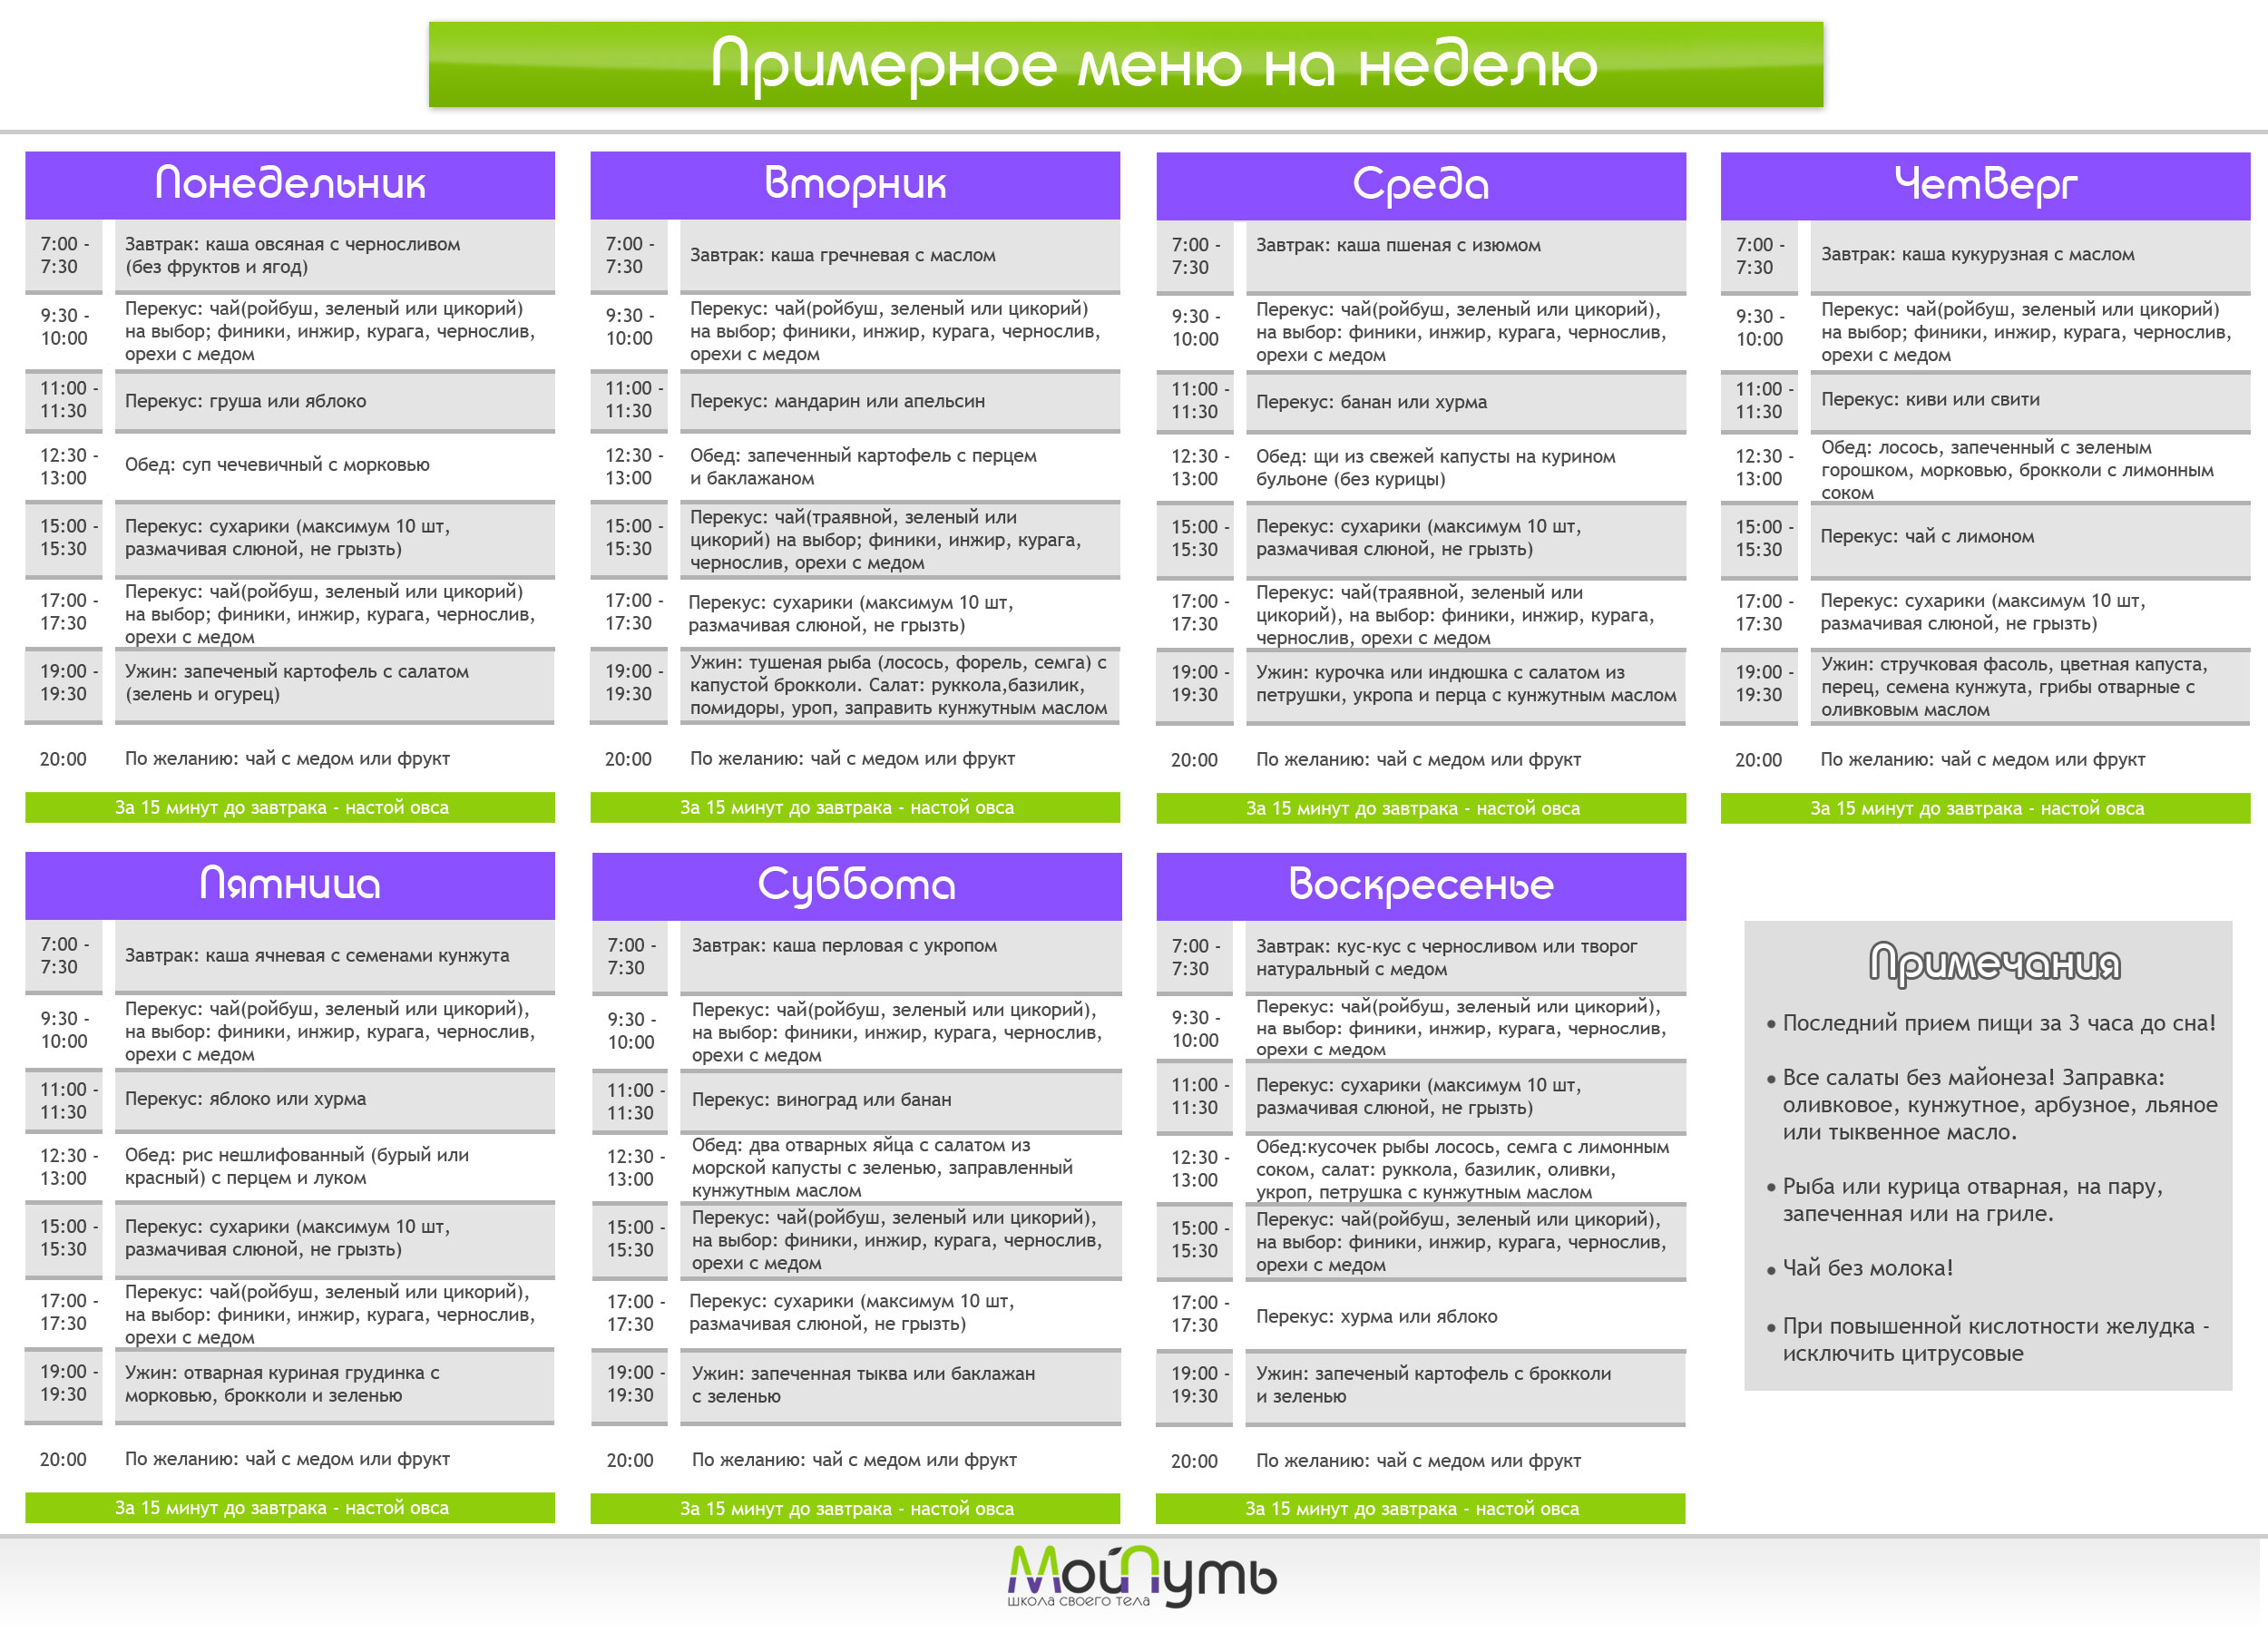 Примерное меню на неделю
Понедельник
7:00 -
7:30
Завтрак: каша овсяная с черносливом
(без фруктов и ягод)
9:30 -
10:00
Перекус: чай(ройбуш, зеленый или цикорий)
на выбор; финики, инжир, курага, чернослив,
орехи с медом
11:00 -
11:30
Перекус: груша или яблоко
12:30 -
13:00
Обед: суп чечевичный с морковью
15:00 -
15:30
Перекус: сухарики (максимум 10 шт,
размачивая слюной, не грызть)
17:00 -
17:30
Перекус: чай(ройбуш, зеленый или цикорий)
на выбор; финики, инжир, курага, чернослив,
орехи с медом
19:00 -
19:30
Ужин: запеченый картофель с салатом
(зелень и огурец)
20:00
По желанию: чай с медом или фрукт
За 15 минут до завтрака - настой овса
Вторник
7:00 -
7:30
Завтрак: каша гречневая с маслом
9:30 -
10:00
Перекус: чай(ройбуш, зеленый или цикорий)
на выбор; финики, инжир, курага, чернослив,
орехи с медом
11:00 -
11:30
Перекус: мандарин или апельсин
12:30 -
13:00
Обед: запеченный картофель с перцем
и баклажаном
15:00 -
15:30
Перекус: чай(траявной, зеленый или
цикорий) на выбор; финики, инжир, курага,
чернослив, орехи с медом
17:00 -
17:30
Перекус: сухарики (максимум 10 шт,
размачивая слюной, не грызть)
19:00 -
19:30
Ужин: тушеная рыба (лосось, форель, семга) с
капустой брокколи. Салат: руккола,базилик,
помидоры, уроп, заправить кунжутным маслом
20:00
По желанию: чай с медом или фрукт
За 15 минут до завтрака - настой овса
Среда
7:00 -
7:30
Завтрак: каша пшеная с изюмом
9:30 -
10:00
Перекус: чай(ройбуш, зеленый или цикорий),
на выбор: финики, инжир, курага, чернослив,
орехи с медом
11:00 -
11:30
Перекус: банан или хурма
12:30 -
13:00
Обед: щи из свежей капусты на курином
бульоне (без курицы)
15:00 -
15:30
Перекус: сухарики (максимум 10 шт,
размачивая слюной, не грызть)
17:00 -
17:30
Перекус: чай(траявной, зеленый или
цикорий), на выбор: финики, инжир, курага,
чернослив, орехи с медом
19:00 -
19:30
Ужин: курочка или индюшка с салатом из
петрушки, укропа и перца с кунжутным маслом
20:00
По желанию: чай с медом или фрукт
За 15 минут до завтрака - настой овса
Четверг
7:00 -
7:30
Завтрак: каша кукурузная с маслом
9:30 -
10:00
Перекус: чай(ройбуш, зеленый или цикорий)
на выбор; финики, инжир, курага, чернослив,
орехи с медом
11:00 -
11:30
Перекус: киви или свити
12:30 -
13:00
Обед: лосось, запеченный с зеленым
горошком, морковью, брокколи с лимонным
соком
15:00 -
15:30
Перекус: чай с лимоном
17:00 -
17:30
Перекус: сухарики (максимум 10 шт,
размачивая слюной, не грызть)
19:00 -
19:30
Ужин: стручковая фасоль, цветная капуста,
перец, семена кунжута, грибы отварные с
оливковым маслом
20:00
По желанию: чай с медом или фрукт
За 15 минут до завтрака - настой овса
Пятница
7:00 -
7:30
Завтрак: каша ячневая с семенами кунжута
9:30 -
10:00
Перекус: чай(ройбуш, зеленый или цикорий),
на выбор: финики, инжир, курага, чернослив,
орехи с медом
11:00 -
11:30
Перекус: яблоко или хурма
12:30 -
13:00
Обед: рис нешлифованный (бурый или
красный) с перцем и луком
15:00 -
15:30
Перекус: сухарики (максимум 10 шт,
размачивая слюной, не грызть)
17:00 -
17:30
Перекус: чай(ройбуш, зеленый или цикорий),
на выбор: финики, инжир, курага, чернослив,
орехи с медом
19:00 -
19:30
Ужин: отварная куриная грудинка с
морковью, брокколи и зеленью
20:00
По желанию: чай с медом или фрукт
За 15 минут до завтрака - настой овса
Суббота
7:00 -
7:30
Завтрак: каша перловая с укропом
9:30 -
10:00
Перекус: чай(ройбуш, зеленый или цикорий),
на выбор: финики, инжир, курага, чернослив,
орехи с медом
11:00 -
11:30
Перекус: виноград или банан
12:30 -
13:00
Обед: два отварных яйца с салатом из
морской капусты с зеленью, заправленный
кунжутным маслом
15:00 -
15:30
Перекус: чай(ройбуш, зеленый или цикорий),
на выбор: финики, инжир, курага, чернослив,
орехи с медом
17:00 -
17:30
Перекус: сухарики (максимум 10 шт,
размачивая слюной, не грызть)
19:00 -
19:30
Ужин: запеченная тыква или баклажан
с зеленью
20:00
По желанию: чай с медом или фрукт
За 15 минут до завтрака - настой овса
Воскресенье
7:00 -
7:30
Завтрак: кус-кус с черносливом или творог
натуральный с медом
9:30 -
10:00
Перекус: чай(ройбуш, зеленый или цикорий),
на выбор: финики, инжир, курага, чернослив,
орехи с медом
11:00 -
11:30
Перекус: сухарики (максимум 10 шт,
размачивая слюной, не грызть)
12:30 -
13:00
Обед:кусочек рыбы лосось, семга с лимонным
соком, салат: руккола, базилик, оливки,
укроп, петрушка с кунжутным маслом
15:00 -
15:30
Перекус: чай(ройбуш, зеленый или цикорий),
на выбор: финики, инжир, курага, чернослив,
орехи с медом
17:00 -
17:30
Перекус: хурма или яблоко
19:00 -
19:30
Ужин: запеченый картофель с брокколи
и зеленью
20:00
По желанию: чай с медом или фрукт
За 15 минут до завтрака - настой овса
Примечания
• Последний прием пищи за 3 часа до сна!
• Все салаты без майонеза! Заправка:
оливковое, кунжутное, арбузное, льяное
или тыквенное масло.
• Рыба или курица отварная, на пару,
запеченная или на гриле.
• Чай без молока!
• При повышенной кислотности желудка -
исключить цитрусовые
МойПуть
школа своего тела